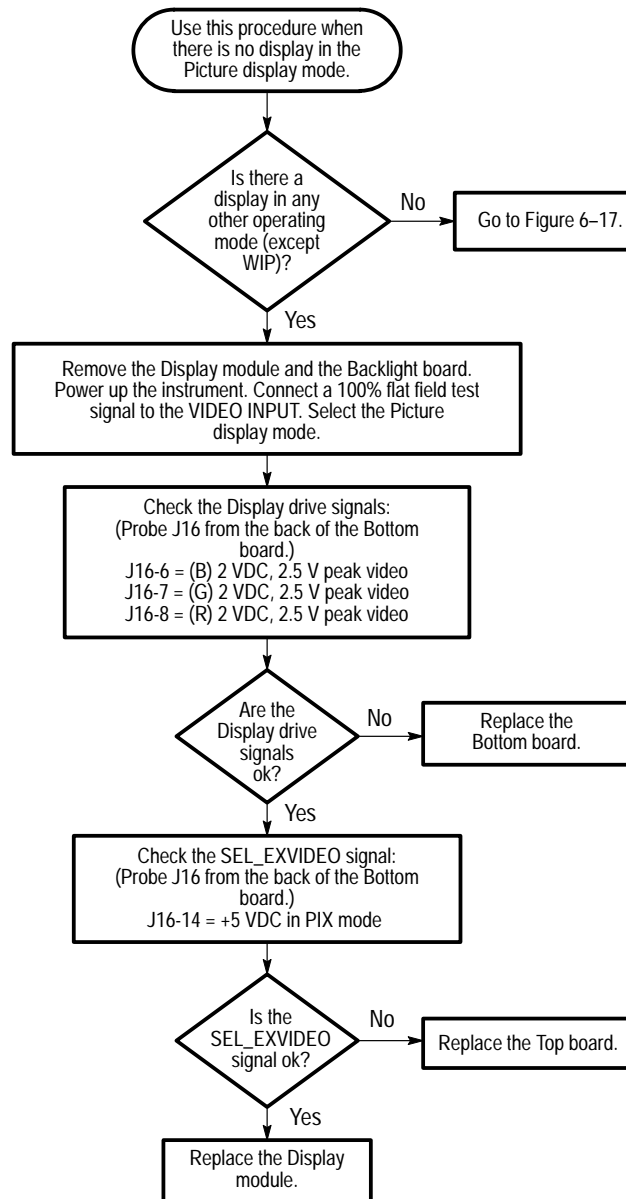 Use this procedure when
there is no display in the
Picture display mode.
Is there a
display in any
other operating
mode (except
WIP)?
No
Go to Figure 6–17.
Yes
Remove the Display module and the Backlight board.
Power up the instrument. Connect a 100% flat field test
signal to the VIDEO INPUT. Select the Picture
display mode.
Check the Display drive signals:
(Probe J16 from the back of the Bottom
board.)
J16-6 = (B) 2 VDC, 2.5 V peak video
J16-7 = (G) 2 VDC, 2.5 V peak video
J16-8 = (R) 2 VDC, 2.5 V peak video
Are the
Display drive
signals
ok?
No
Replace the
Bottom board.
Yes
Check the SEL_EXVIDEO signal:
(Probe J16 from the back of the Bottom
board.)
J16-14 = +5 VDC in PIX mode
Is the
SEL_EXVIDEO
signal ok?
No
Replace the Top board.
Yes
Replace the Display
module.